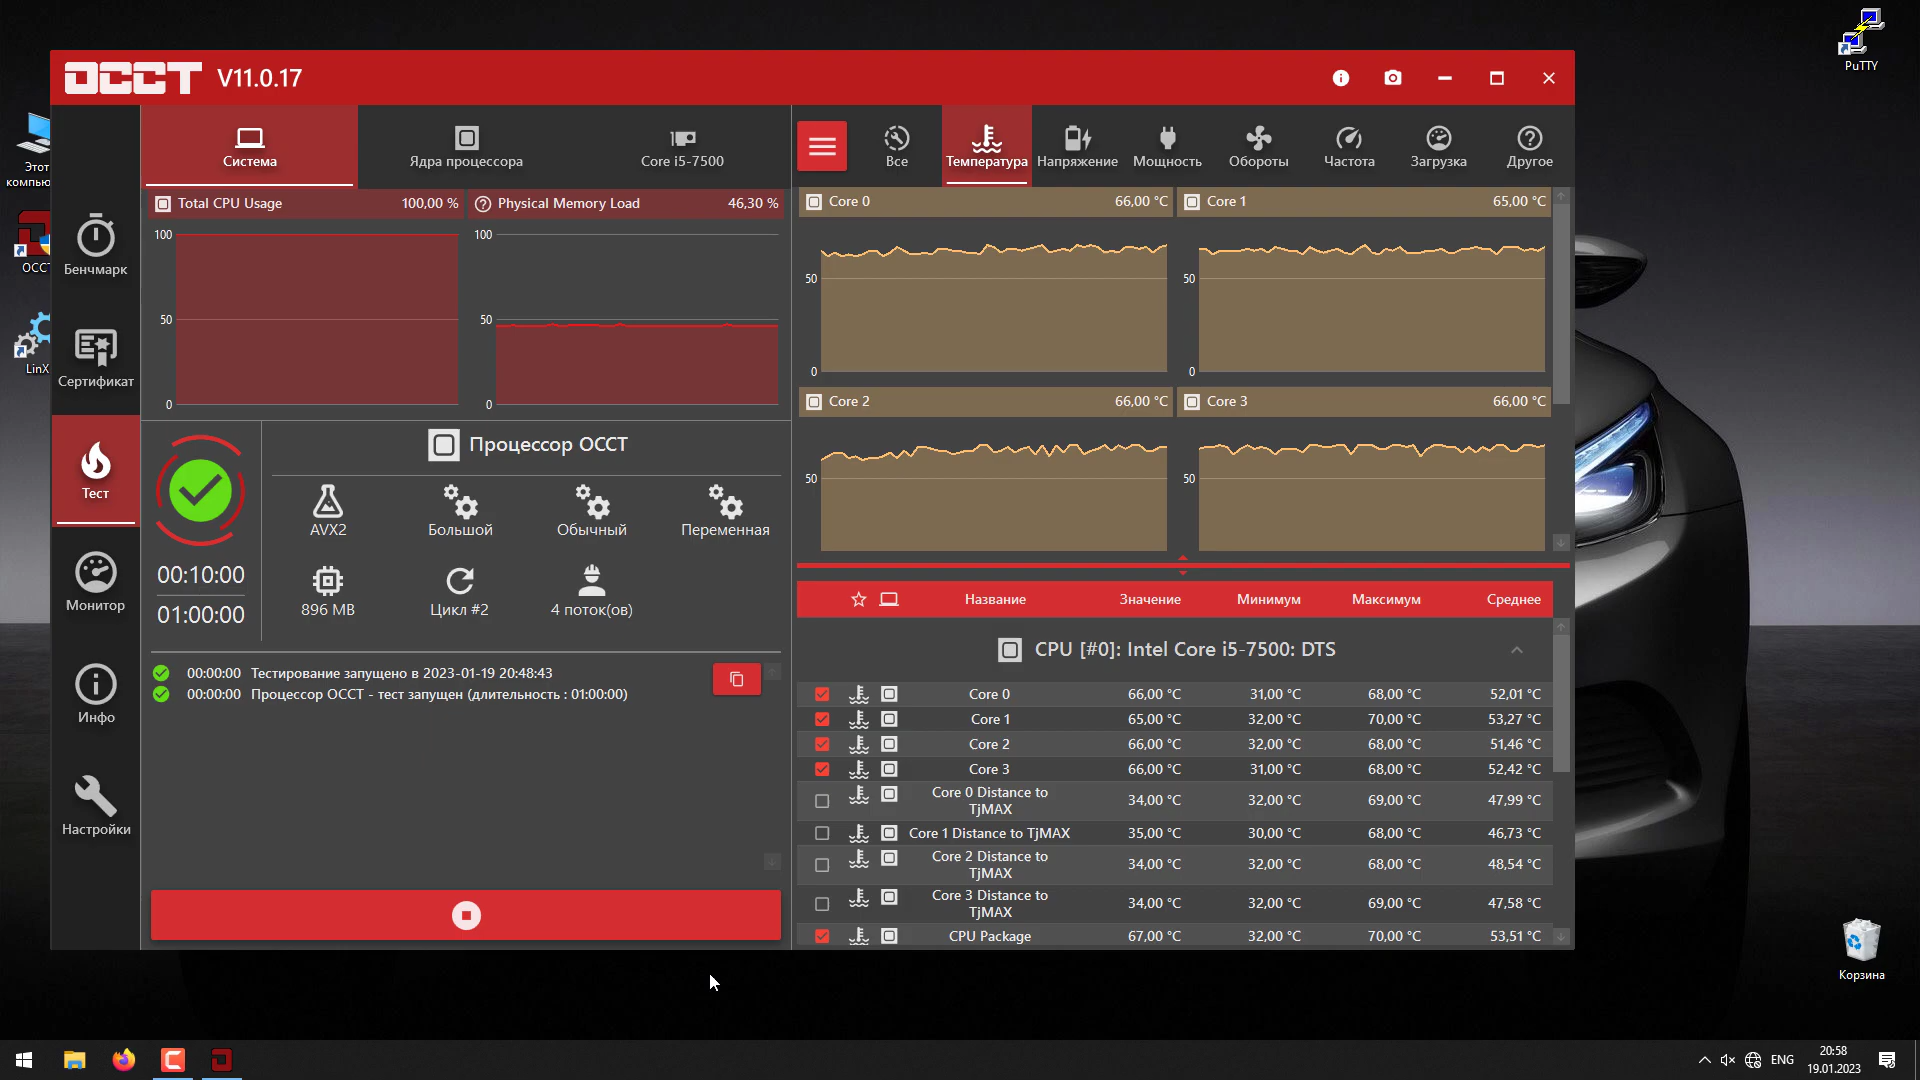 PuTTY
OCCT V11.0.17
Этот
компью
OCCT
LinX
Бенчмарк
Сертификат
Тест
Монитор
Инфо
Настройки
Система
Ядра процессора
Core i5-7500
Total CPU Usage 100,00 %
Physical Memory Load 46,30 %
100
50
0
100
50
0
Процессор OCCT
AVX2
Большой
Обычный
Переменная
896 MB
Цикл #2
4 поток(ов)
00:10:00
01:00:00
00:00:00 Тестирование запущено в 2023-01-19 20:48:43
00:00:00 Процессор OCCT - тест запущен (длительность : 01:00:00)
Все
Температура
Напряжение
Мощность
Обороты
Частота
Загрузка
Другое
Core 0 66,00 °C
50
0
Core 1 65,00 °C
50
0
Core 2 66,00 °C
50
Core 3 66,00 °C
50
Название Значение Минимум Максимум Среднее
CPU [#0]: Intel Core i5-7500: DTS
Core 0 66,00 °C 31,00 °C 68,00 °C 52,01 °C
Core 1 65,00 °C 32,00 °C 70,00 °C 53,27 °C
Core 2 66,00 °C 32,00 °C 68,00 °C 51,46 °C
Core 3 66,00 °C 31,00 °C 68,00 °C 52,42 °C
Core 0 Distance to
TjMAX 34,00 °C 32,00 °C 69,00 °C 47,99 °C
Core 1 Distance to TjMAX 35,00 °C 30,00 °C 68,00 °C 46,73 °C
Core 2 Distance to
TjMAX 34,00 °C 32,00 °C 68,00 °C 48,54 °C
Core 3 Distance to
TjMAX 34,00 °C 32,00 °C 69,00 °C 47,58 °C
CPU Package 67,00 °C 32,00 °C 70,00 °C 53,51 °C
Корзина
ENG
20:58
19.01.2023